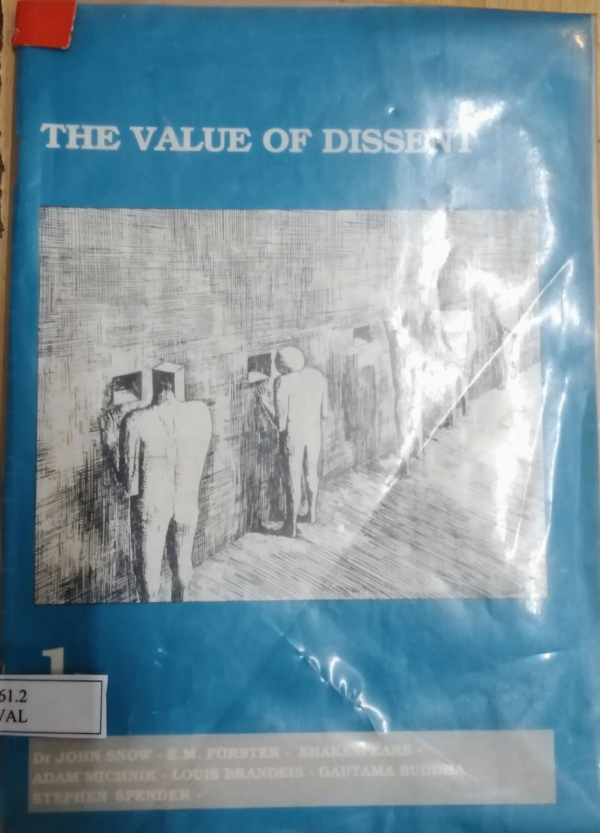 THE VALUE OF DISSENT
1
61.2
VAL
Dr JOHN SNOW - E.M. FORSTER - SHAKESPEARE -
ADAM MICHNIK - LOUIS BRANDEIS - GAUTAMA BUDDHA
STEPHEN SPENDER -